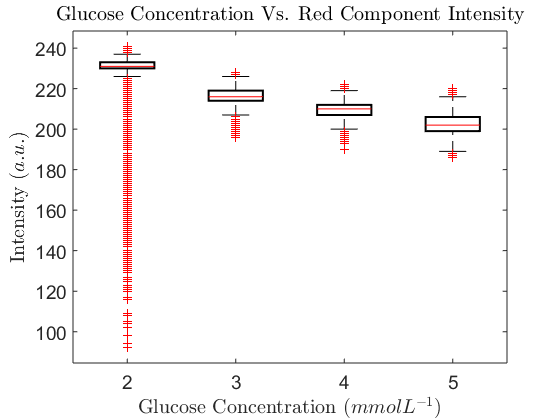 Glucose Concentration Vs. Red Component Intensity
240
220
200
180
160
140
120
100
Intensity (a.u.)
2 3 4 5
Glucose Concentration (mmolL⁻¹)